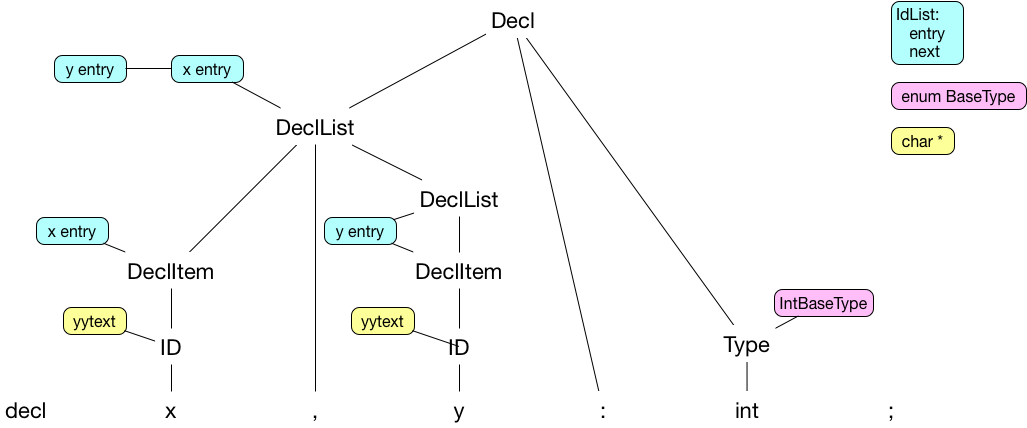 Decl
IdList:
entry
next
y entry
x entry
enum BaseType
DeclList
char *
DeclList
x entry
y entry
DeclItem
DeclItem
IntBaseType
yytext
yytext
ID
ID
Type
decl x , y : int ;